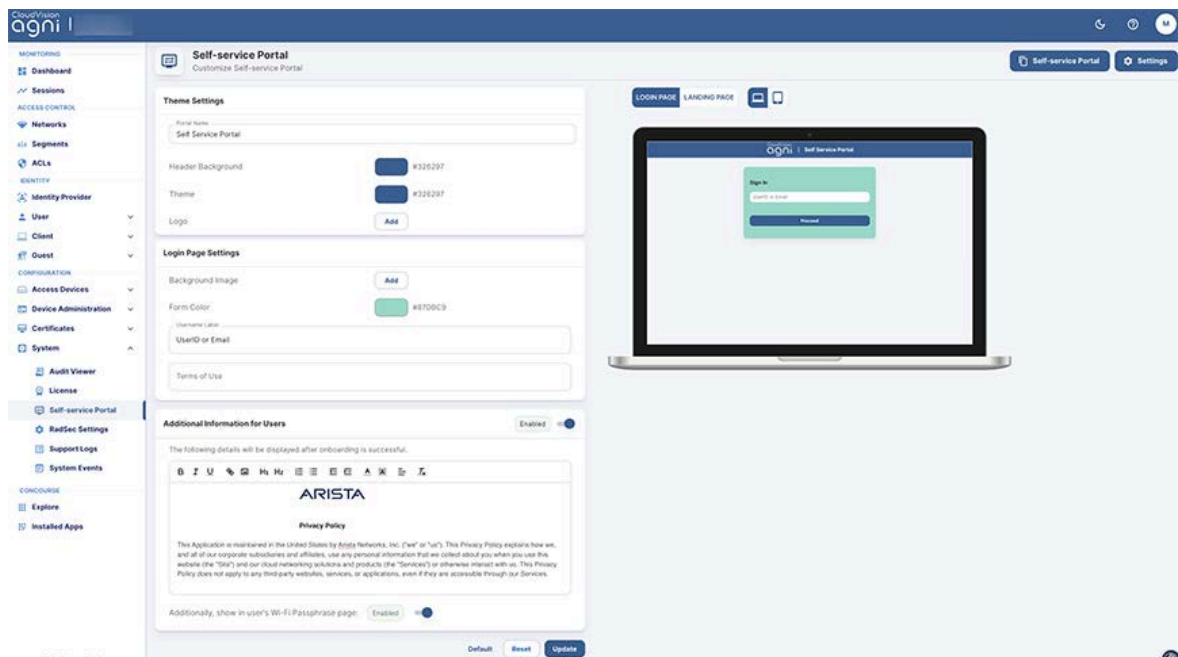 CloudVision
agni
M
MONITORING
Dashboard
Sessions
ACCESS CONTROL
Networks
Segments
ACLs
IDENTITY
Identity Provider
User
Client
Guest
CONFIGURATION
Access Devices
Device Administration
Certificates
System
Audit Viewer
License
Self-service Portal
RadSec Settings
Support Logs
System Events
CONCOURSE
Explore
Installed Apps
Self-service Portal
Customize Self-service Portal
Self-service Portal
Settings
Theme Settings
Portal Name
Self Service Portal
Header Background
#326297
Theme
#326297
Logo
Add
Login Page Settings
Background Image
Add
Form Color
Username Label
UserID or Email
Terms of Use
Additional Information for Users
Enabled
The following details will be displayed after onboarding is successful.
B I U H1 H2 A
ARISTA
Privacy Policy
This Application is maintained in the United States by Arista Networks, Inc. ("we" or "us"). This Privacy Policy explains how we,
and all of our corporate subsidiaries and affiliates, use any personal information that we collect about you when you use this
website (the "Site") and our cloud networking solutions and products (the "Services") or otherwise interact with us. This Privacy
Policy does not apply to any third-party websites, services, or applications, even if they are accessible through our Services.
Additionally, show in user's Wi-Fi Passphrase page:
Enabled
Default
Reset
Update
LOGIN PAGE
LANDING PAGE
CloudVision
agni | Self Service Portal
Sign In
UserID or Email
Proceed